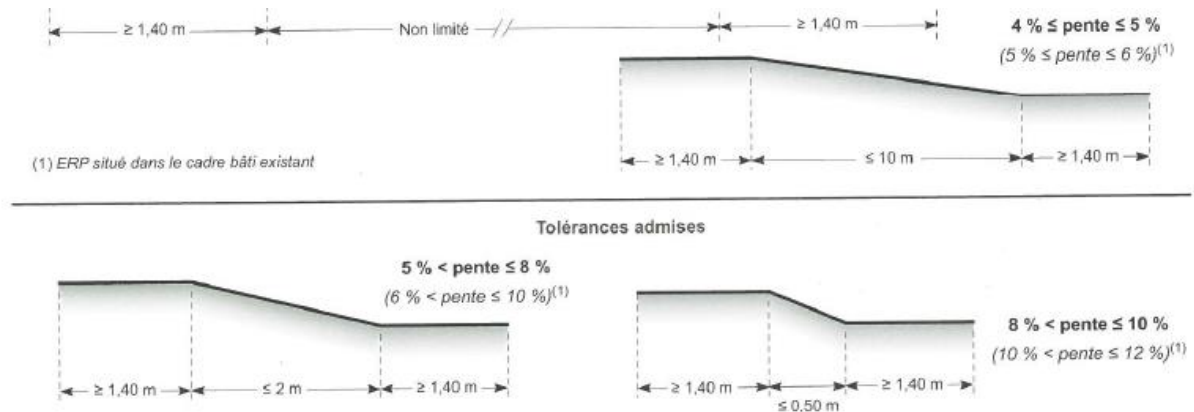 ≥ 1,40 m
Non limité
≥ 1,40 m
4 % ≤ pente ≤ 5 %
(5 % ≤ pente ≤ 6 %)(1)
(1) ERP situé dans le cadre bâti existant
≥ 1,40 m
≤ 10 m
≥ 1,40 m
Tolérances admises
5 % < pente ≤ 8 %
(6 % < pente ≤ 10 %)(1)
≥ 1,40 m
≤ 2 m
≥ 1,40 m
8 % < pente ≤ 10 %
(10 % < pente ≤ 12 %)(1)
≥ 1,40 m
≤ 0,50 m
≥ 1,40 m